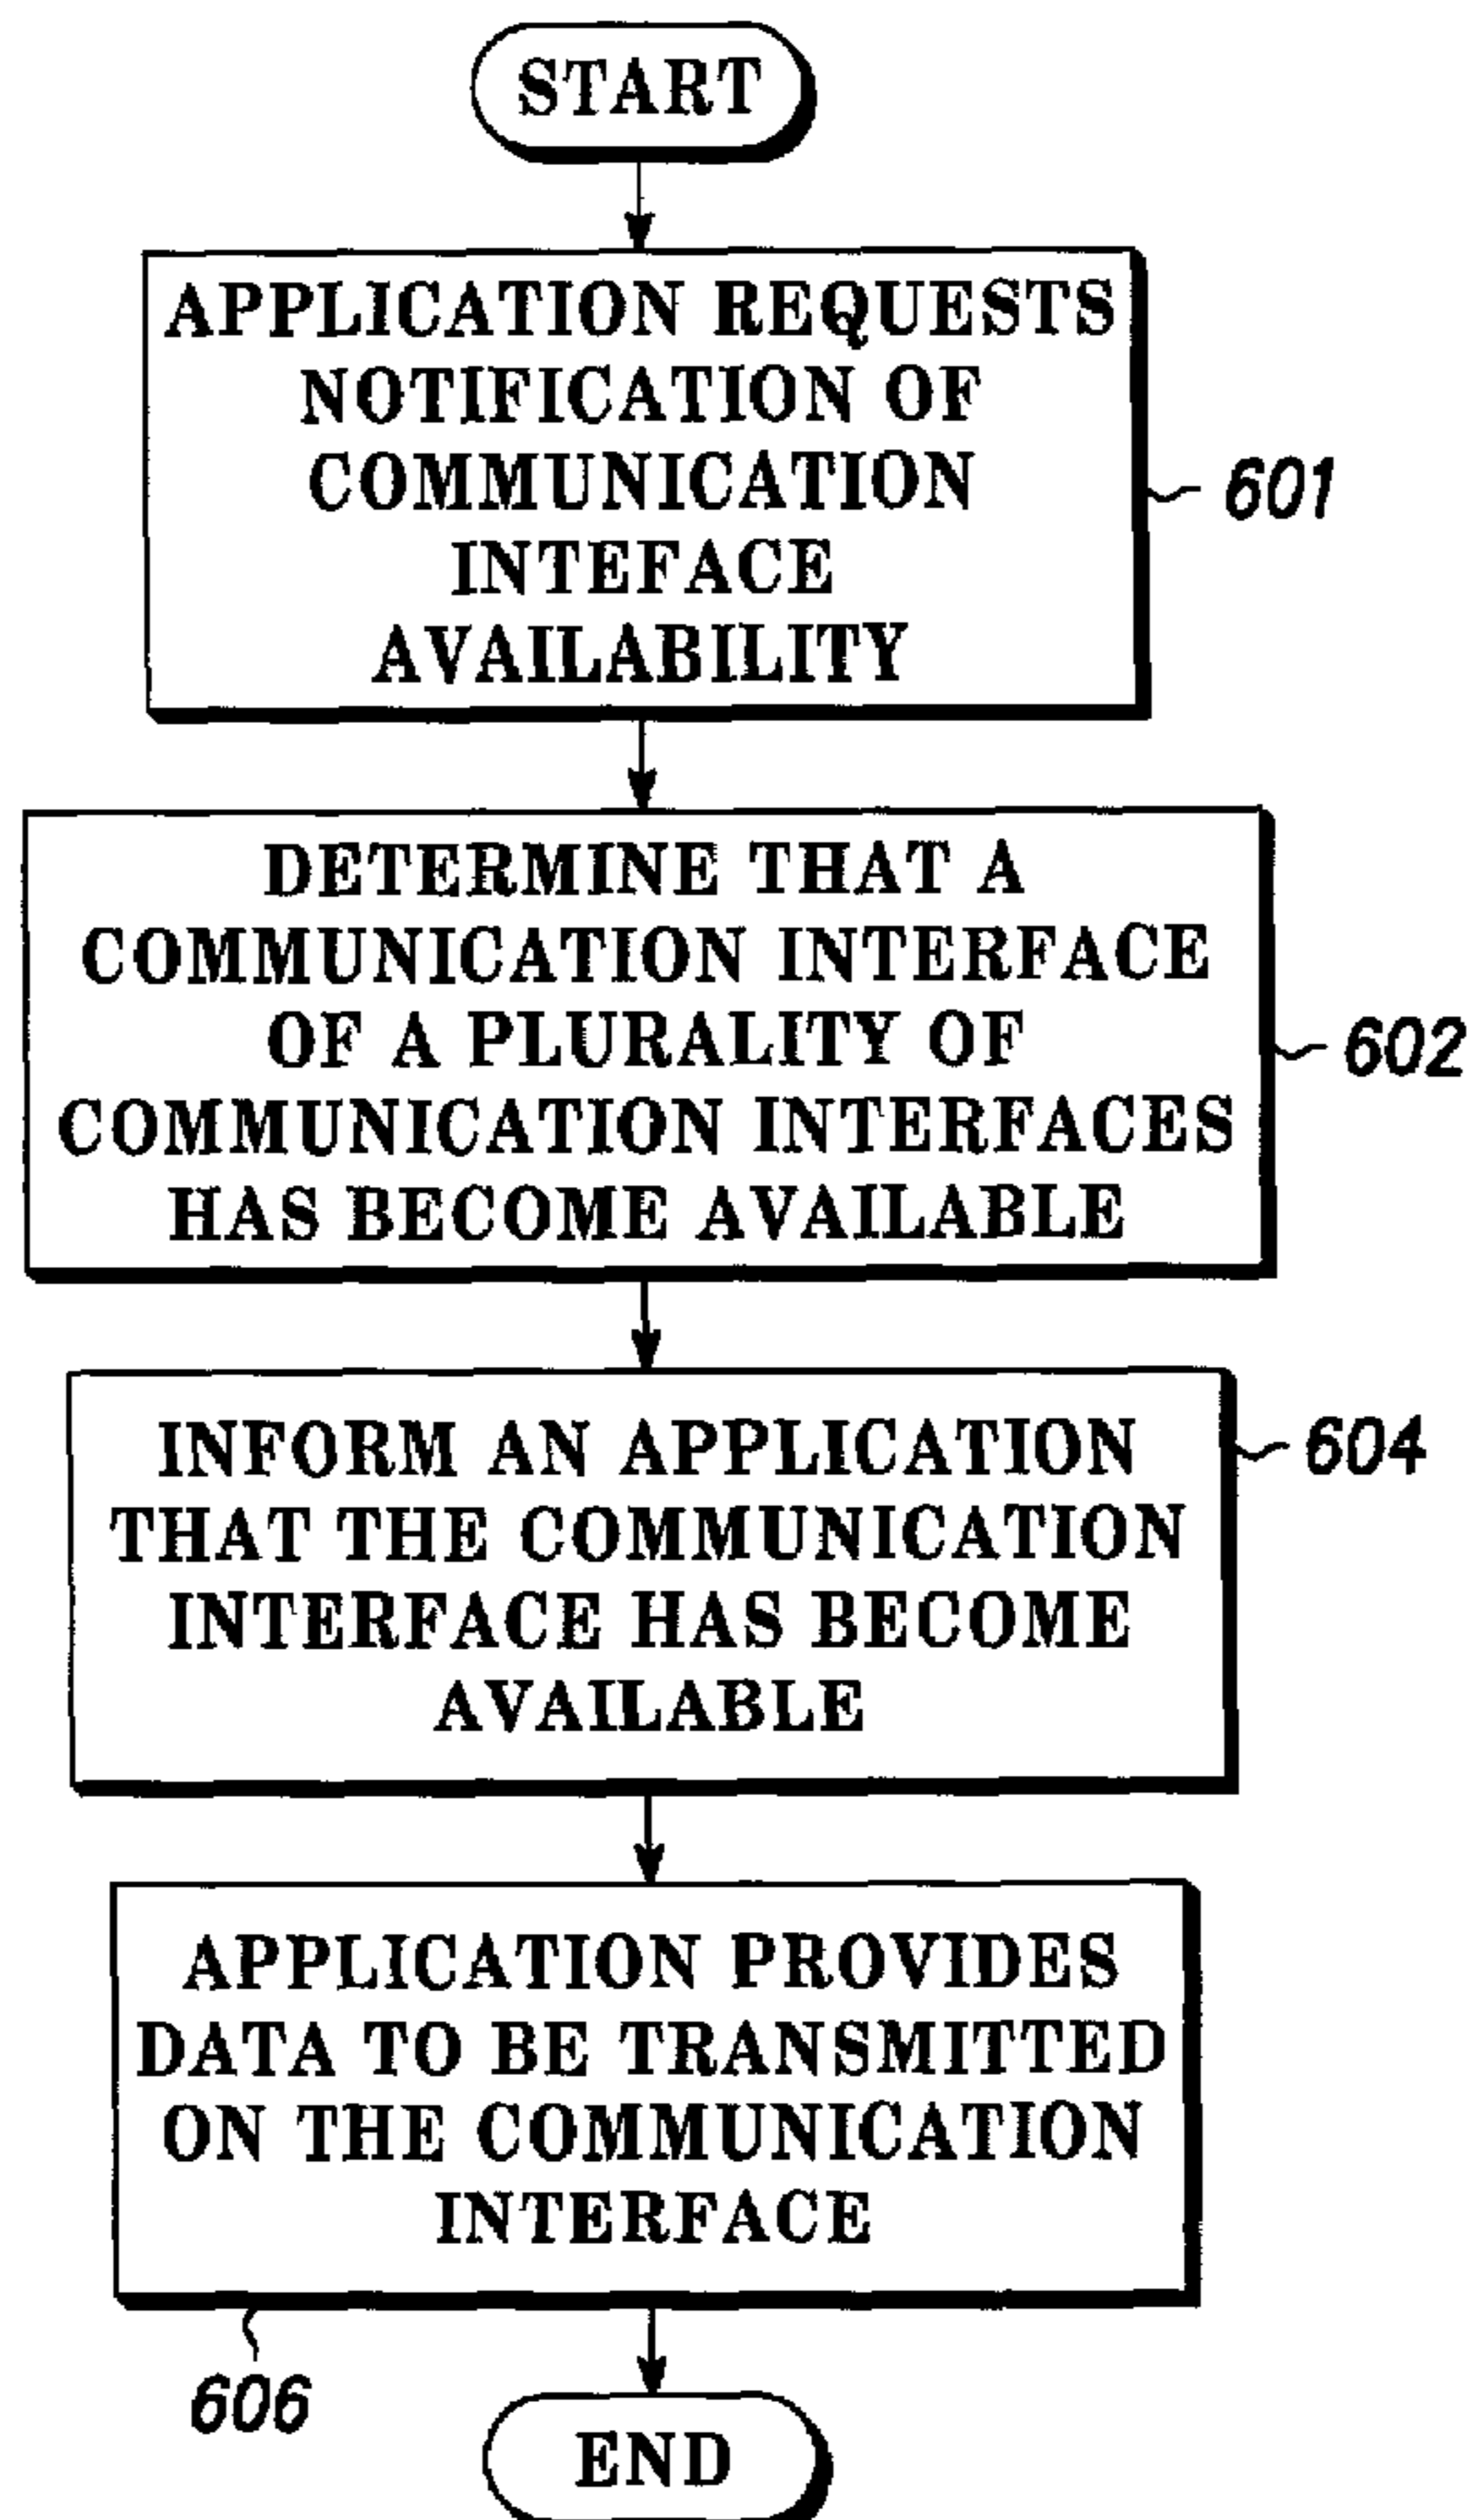 START
APPLICATION REQUESTS
NOTIFICATION OF
COMMUNICATION
INTEFACE
AVAILABILITY
601
DETERMINE THAT A
COMMUNICATION INTERFACE
OF A PLURALITY OF
COMMUNICATION INTERFACES
HAS BECOME AVAILABLE
602
INFORM AN APPLICATION
THAT THE COMMUNICATION
INTERFACE HAS BECOME
AVAILABLE
604
APPLICATION PROVIDES
DATA TO BE TRANSMITTED
ON THE COMMUNICATION
INTERFACE
606
END